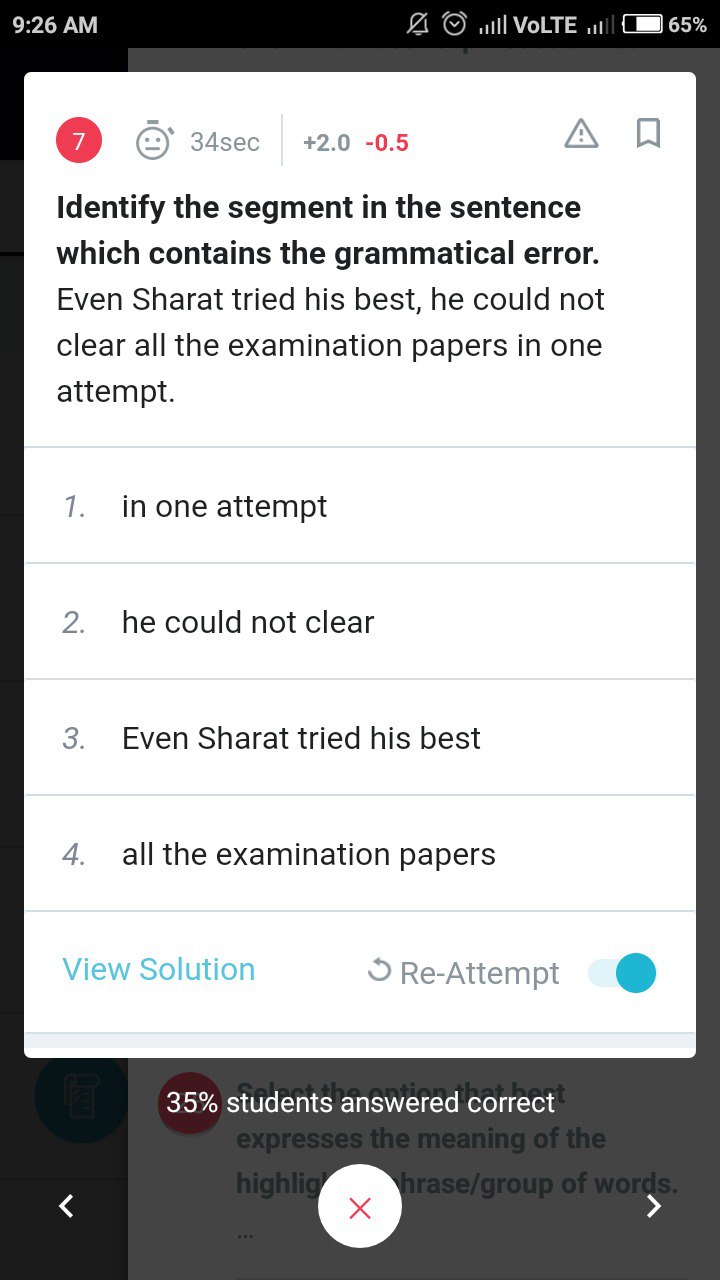 9:26 AM VoLTE 65%
7 34sec +2.0 -0.5
Identify the segment in the sentence
which contains the grammatical error.
Even Sharat tried his best, he could not
clear all the examination papers in one
attempt.
1. in one attempt
2. he could not clear
3. Even Sharat tried his best
4. all the examination papers
View Solution Re-Attempt
Select the option that best
35% students answered correct
expresses the meaning of the
highlig hrase/group of words.
...